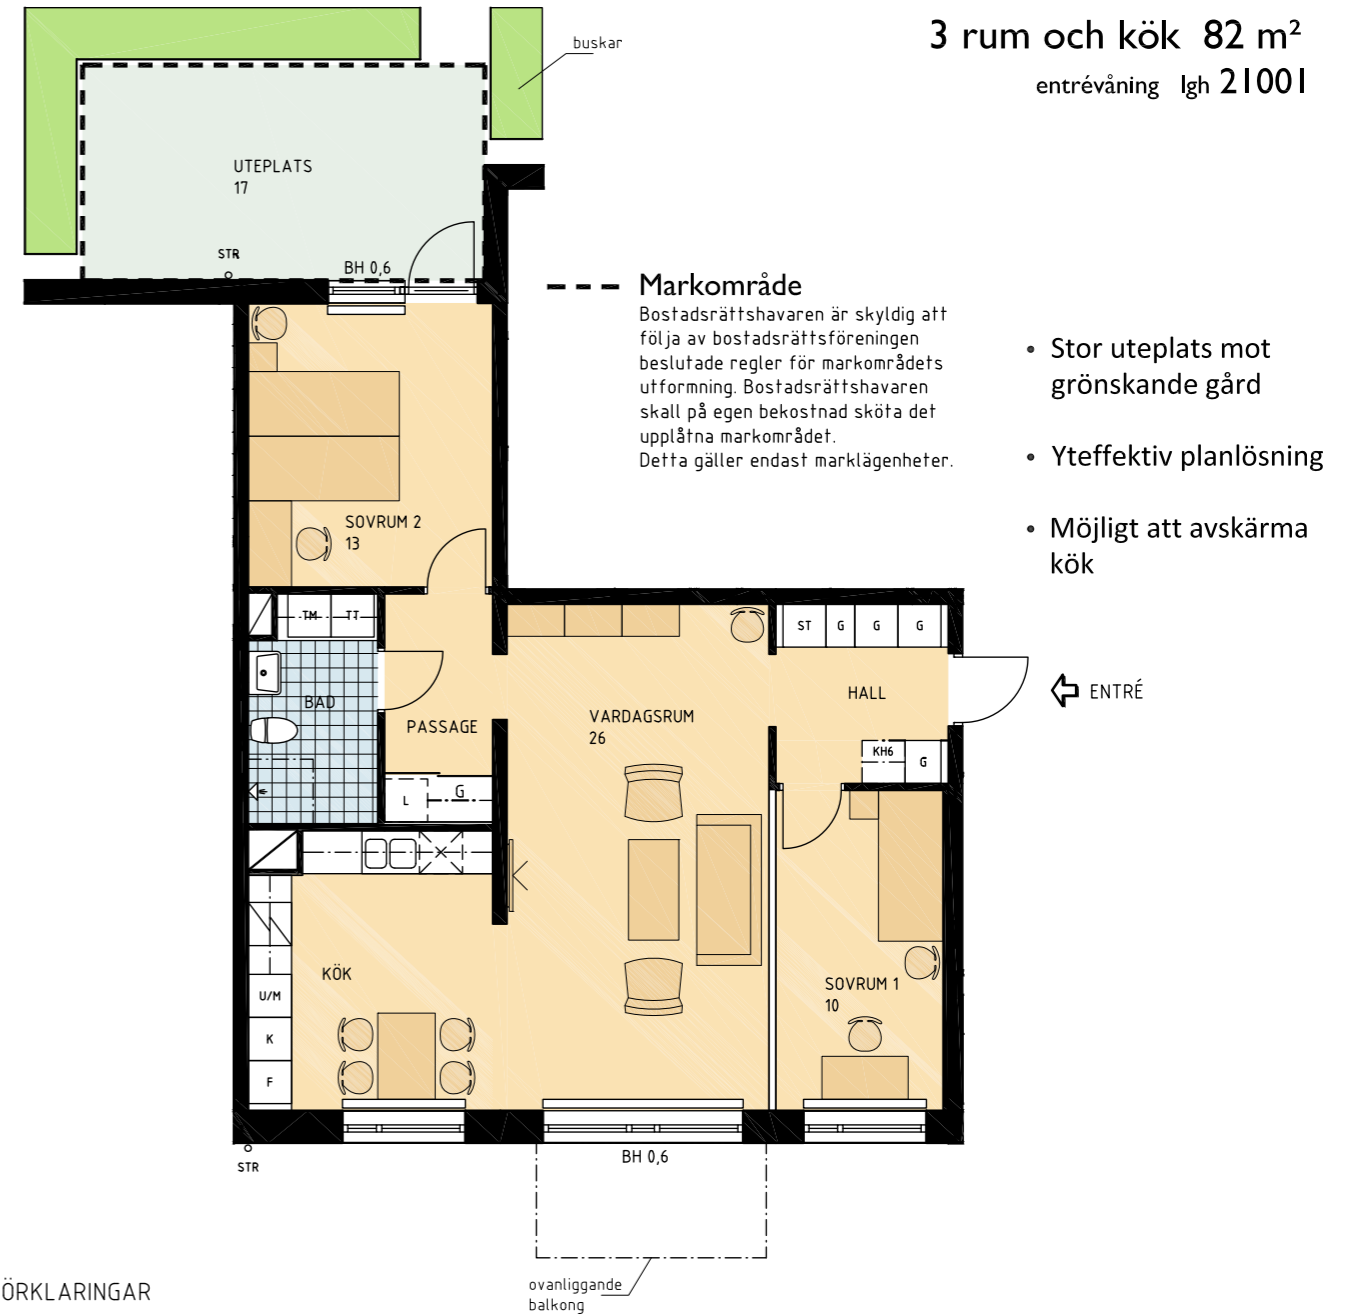 3 rum och kök 82 m²
entrévåning lgh 21001
buskar
UTEPLATS
17
STR
BH 0,6
Markområde
Bostadsrättshavaren är skyldig att
följa av bostadsrättsföreningen
beslutade regler för markområdets
utformning. Bostadsrättshavaren
skall på egen bekostnad sköta det
upplåtna markområdet.
Detta gäller endast marklägenheter.
• Stor uteplats mot
grönskande gård
• Yteffektiv planlösning
• Möjligt att avskärma
kök
SOVRUM 2
13
TM TT
ST G G G
BAD
PASSAGE
VARDAGSRUM
26
HALL
ENTRÉ
KH6
G
L G
KÖK
U/M
K
F
SOVRUM 1
10
STR
BH 0,6
ovanliggande
balkong
ÖRKLARINGAR